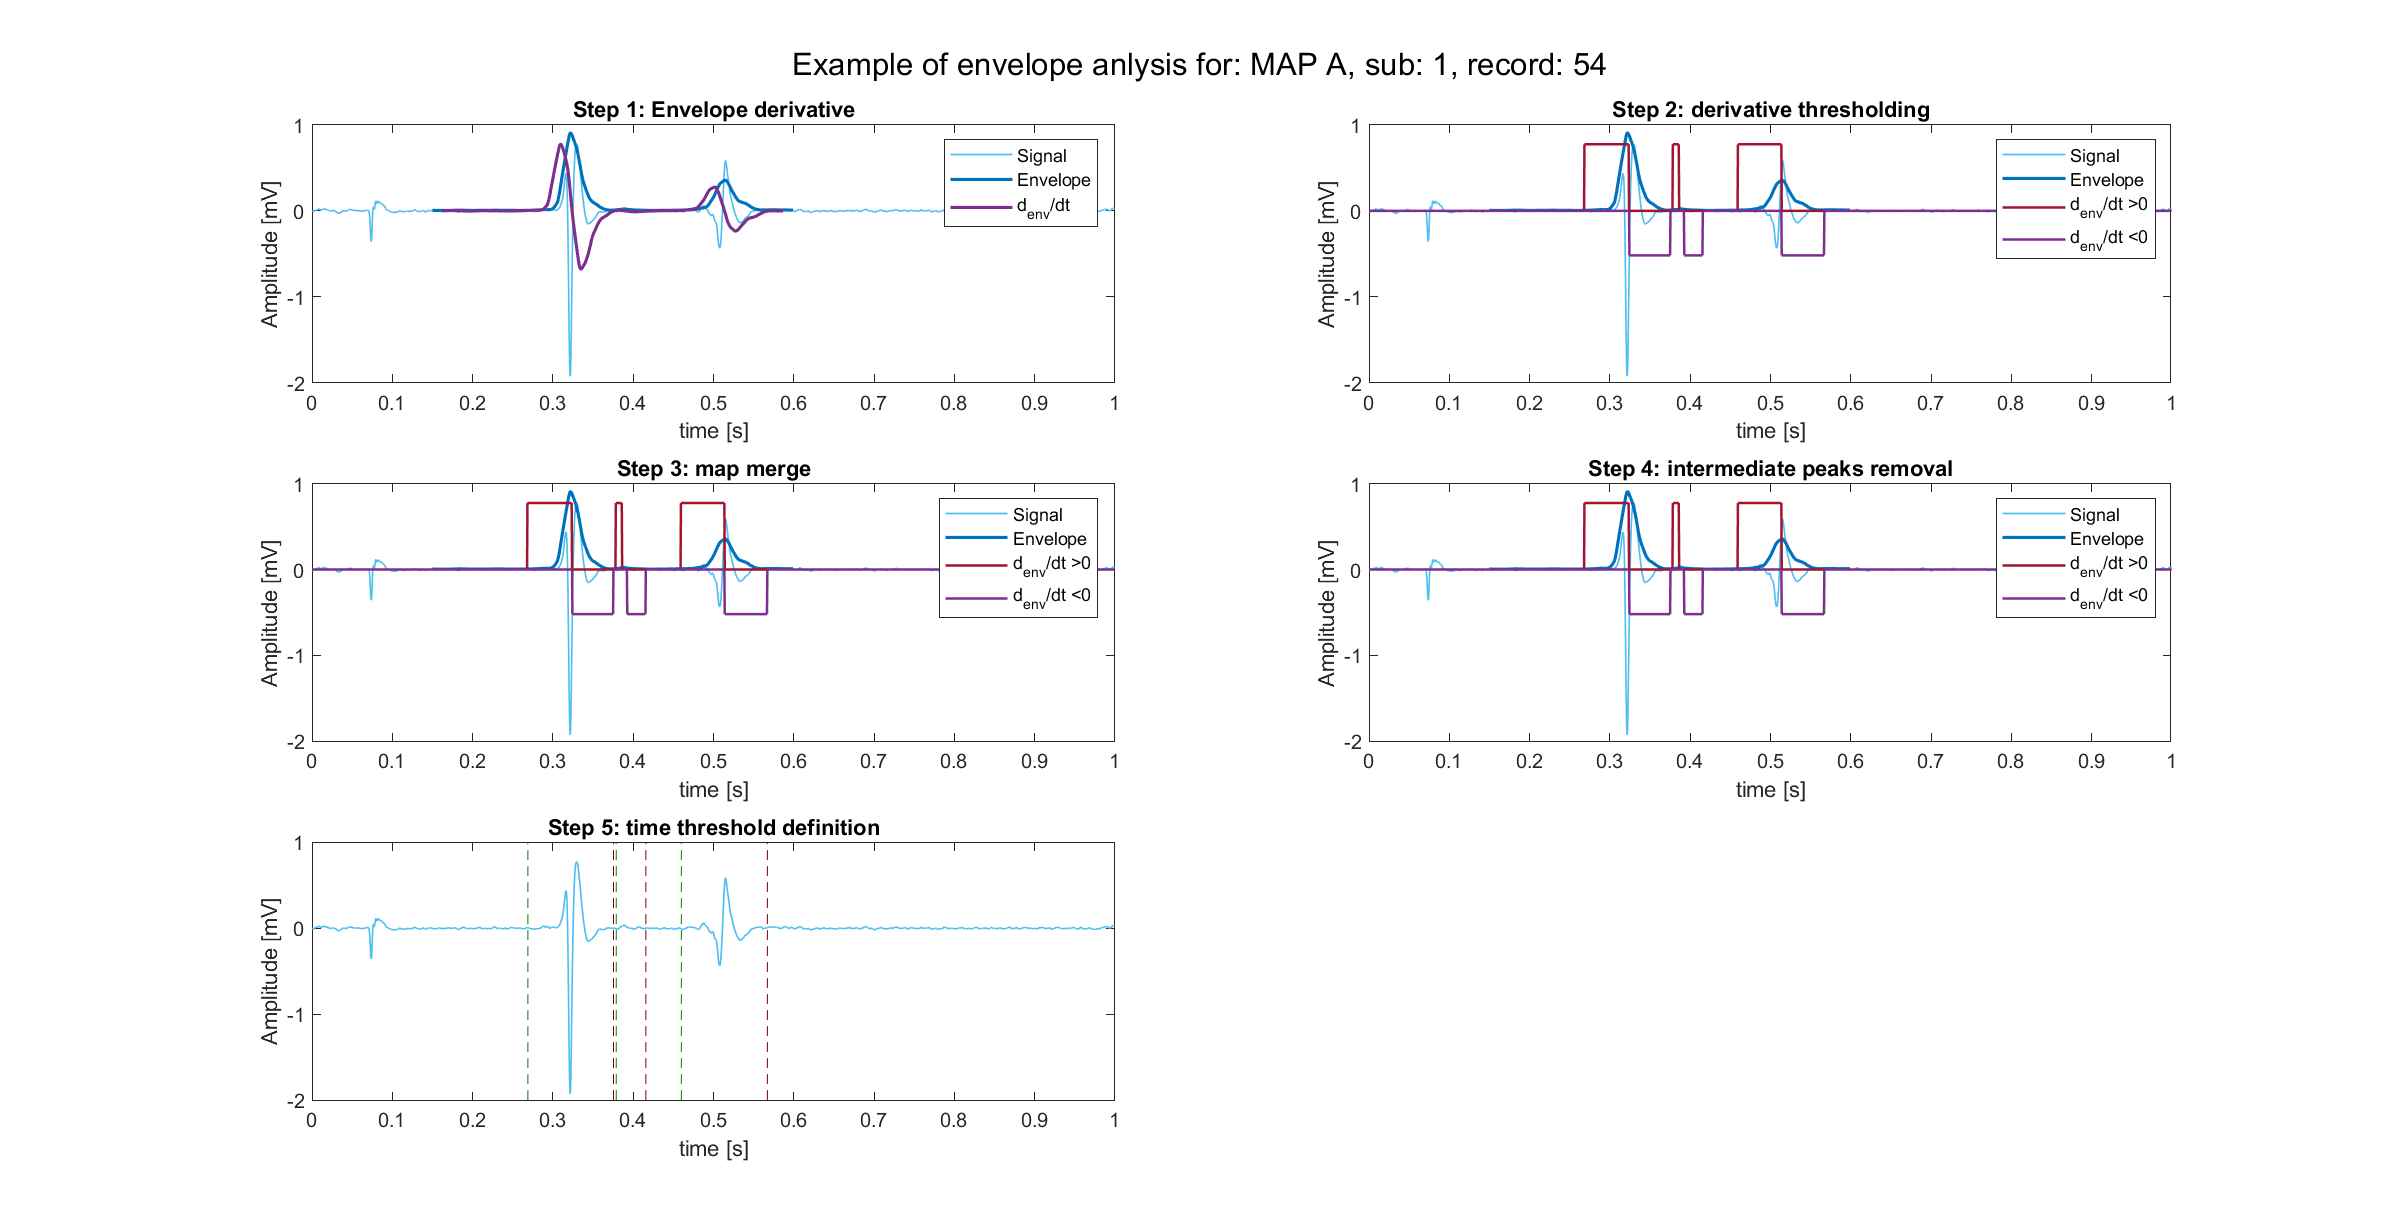 Example of envelope anlysis for: MAP A, sub: 1, record: 54
Step 1: Envelope derivative
Amplitude [mV]
1
0
-1
-2
0 0.1 0.2 0.3 0.4 0.5 0.6 0.7 0.8 0.9 1
time [s]
Signal
Envelope
d_env/dt
Step 2: derivative thresholding
Amplitude [mV]
1
0
-1
-2
0 0.1 0.2 0.3 0.4 0.5 0.6 0.7 0.8 0.9 1
time [s]
Signal
Envelope
d_env/dt >0
d_env/dt <0
Step 3: map merge
Amplitude [mV]
1
0
-1
-2
0 0.1 0.2 0.3 0.4 0.5 0.6 0.7 0.8 0.9 1
time [s]
Signal
Envelope
d_env/dt >0
d_env/dt <0
Step 4: intermediate peaks removal
Amplitude [mV]
1
0
-1
-2
0 0.1 0.2 0.3 0.4 0.5 0.6 0.7 0.8 0.9 1
time [s]
Signal
Envelope
d_env/dt >0
d_env/dt <0
Step 5: time threshold definition
Amplitude [mV]
1
0
-1
-2
0 0.1 0.2 0.3 0.4 0.5 0.6 0.7 0.8 0.9 1
time [s]